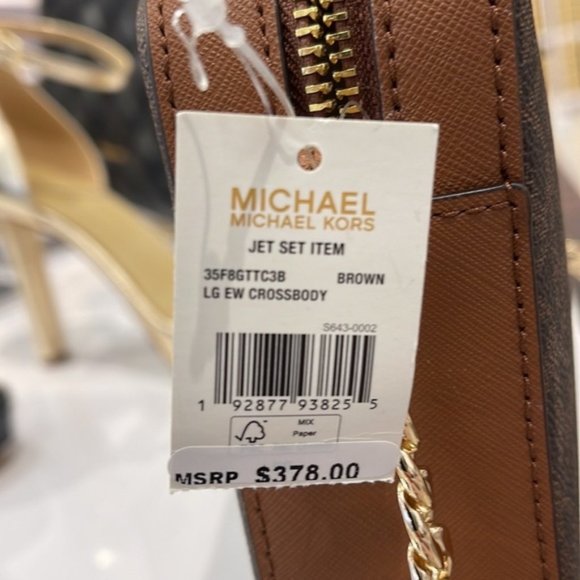 MICHAEL
MICHAEL KORS
JET SET ITEM
35F8GTTC3B BROWN
LG EW CROSSBODY
S643-0002
1 92877 93825 5
MIX
Paper
MSRP $378.00